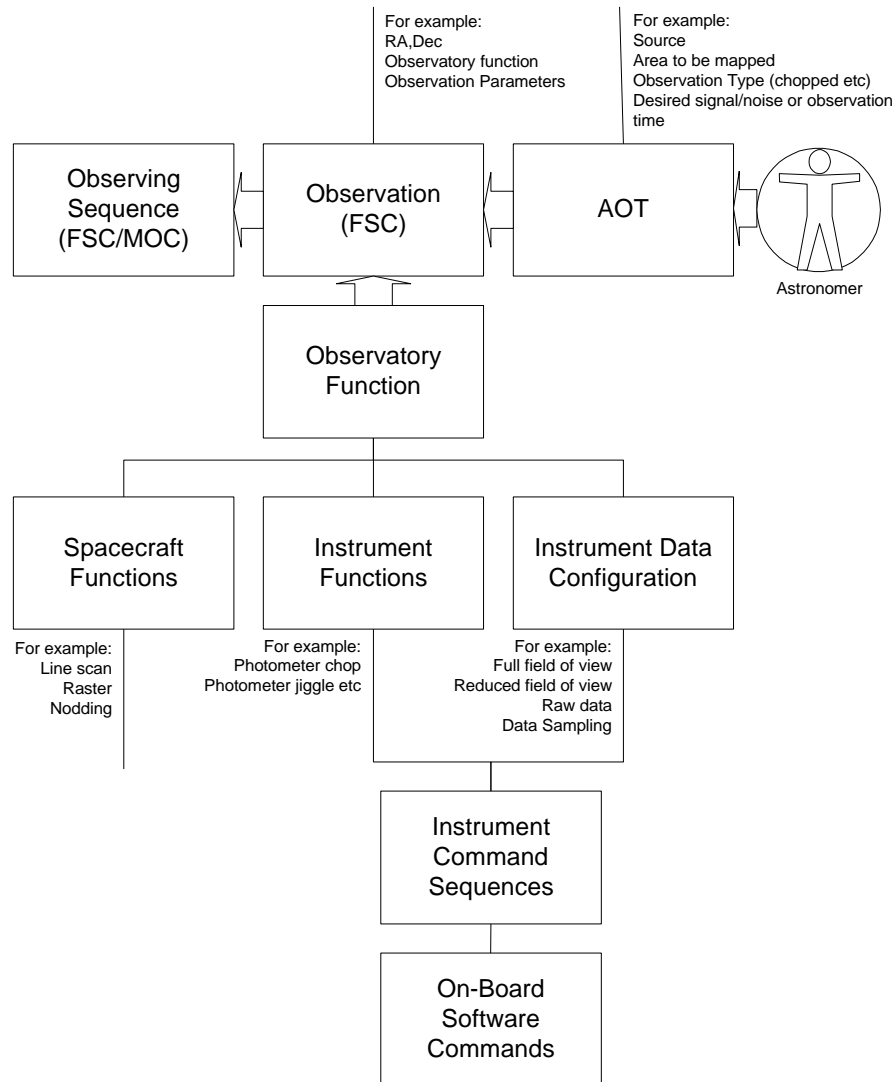 For example:
RA,Dec
Observatory function
Observation Parameters
For example:
Source
Area to be mapped
Observation Type (chopped etc)
Desired signal/noise or observation
time
Observing
Sequence
(FSC/MOC)
Observation
(FSC)
AOT
Astronomer
Observatory
Function
Spacecraft
Functions
Instrument
Functions
Instrument Data
Configuration
For example:
Line scan
Raster
Nodding
For example:
Photometer chop
Photometer jiggle etc
For example:
Full field of view
Reduced field of view
Raw data
Data Sampling
Instrument
Command
Sequences
On-Board
Software
Commands